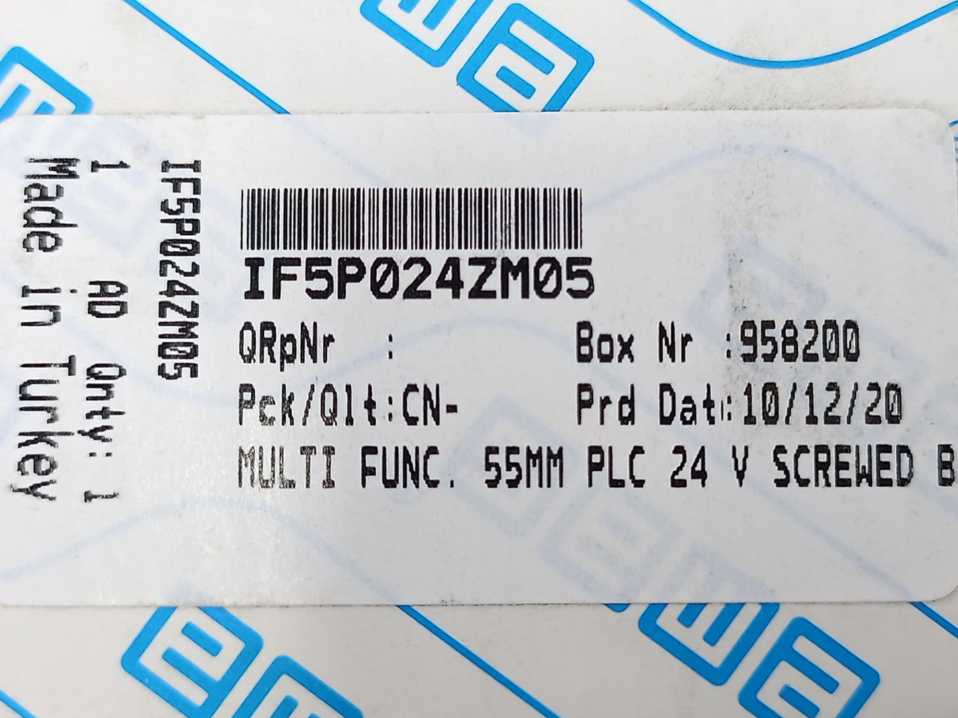 IF5P024ZM05
QRpNr :
Box Nr :958200
Pck/Qlt:CN-
Prd Dat:10/12/20
MULTI FUNC. 55MM PLC 24 V SCREWED B
IF5P024ZM05
1 AD Qnty: 1
Made in Turkey